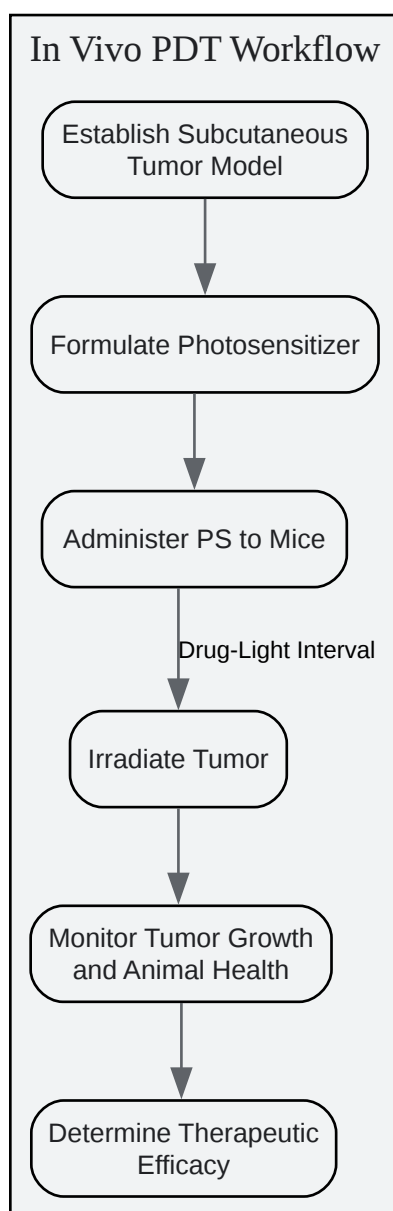 In Vivo PDT Workflow
Establish Subcutaneous
Tumor Model
Formulate Photosensitizer
Administer PS to Mice
Drug-Light Interval
Irradiate Tumor
Monitor Tumor Growth
and Animal Health
Determine Therapeutic
Efficacy